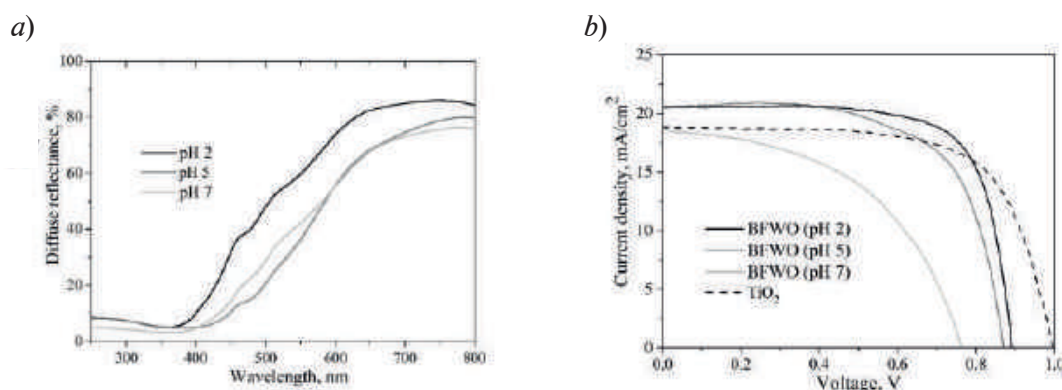 a)
b)
100
80
60
40
20
0
Diffuse reflectance, %
pH 2
pH 5
pH 7
300
400
500
600
700
800
Wavelength, nm
25
20
15
10
5
0
Current density, mA/cm²
BFWO (pH 2)
BFWO (pH 5)
BFWO (pH 7)
TiO₂
0.0
0.2
0.4
0.6
0.8
1.0
Voltage, V